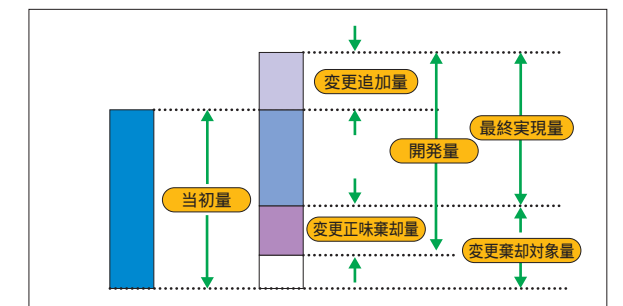 変更追加量
最終実現量
開発量
当初量
変更正味棄却量
変更棄却対象量